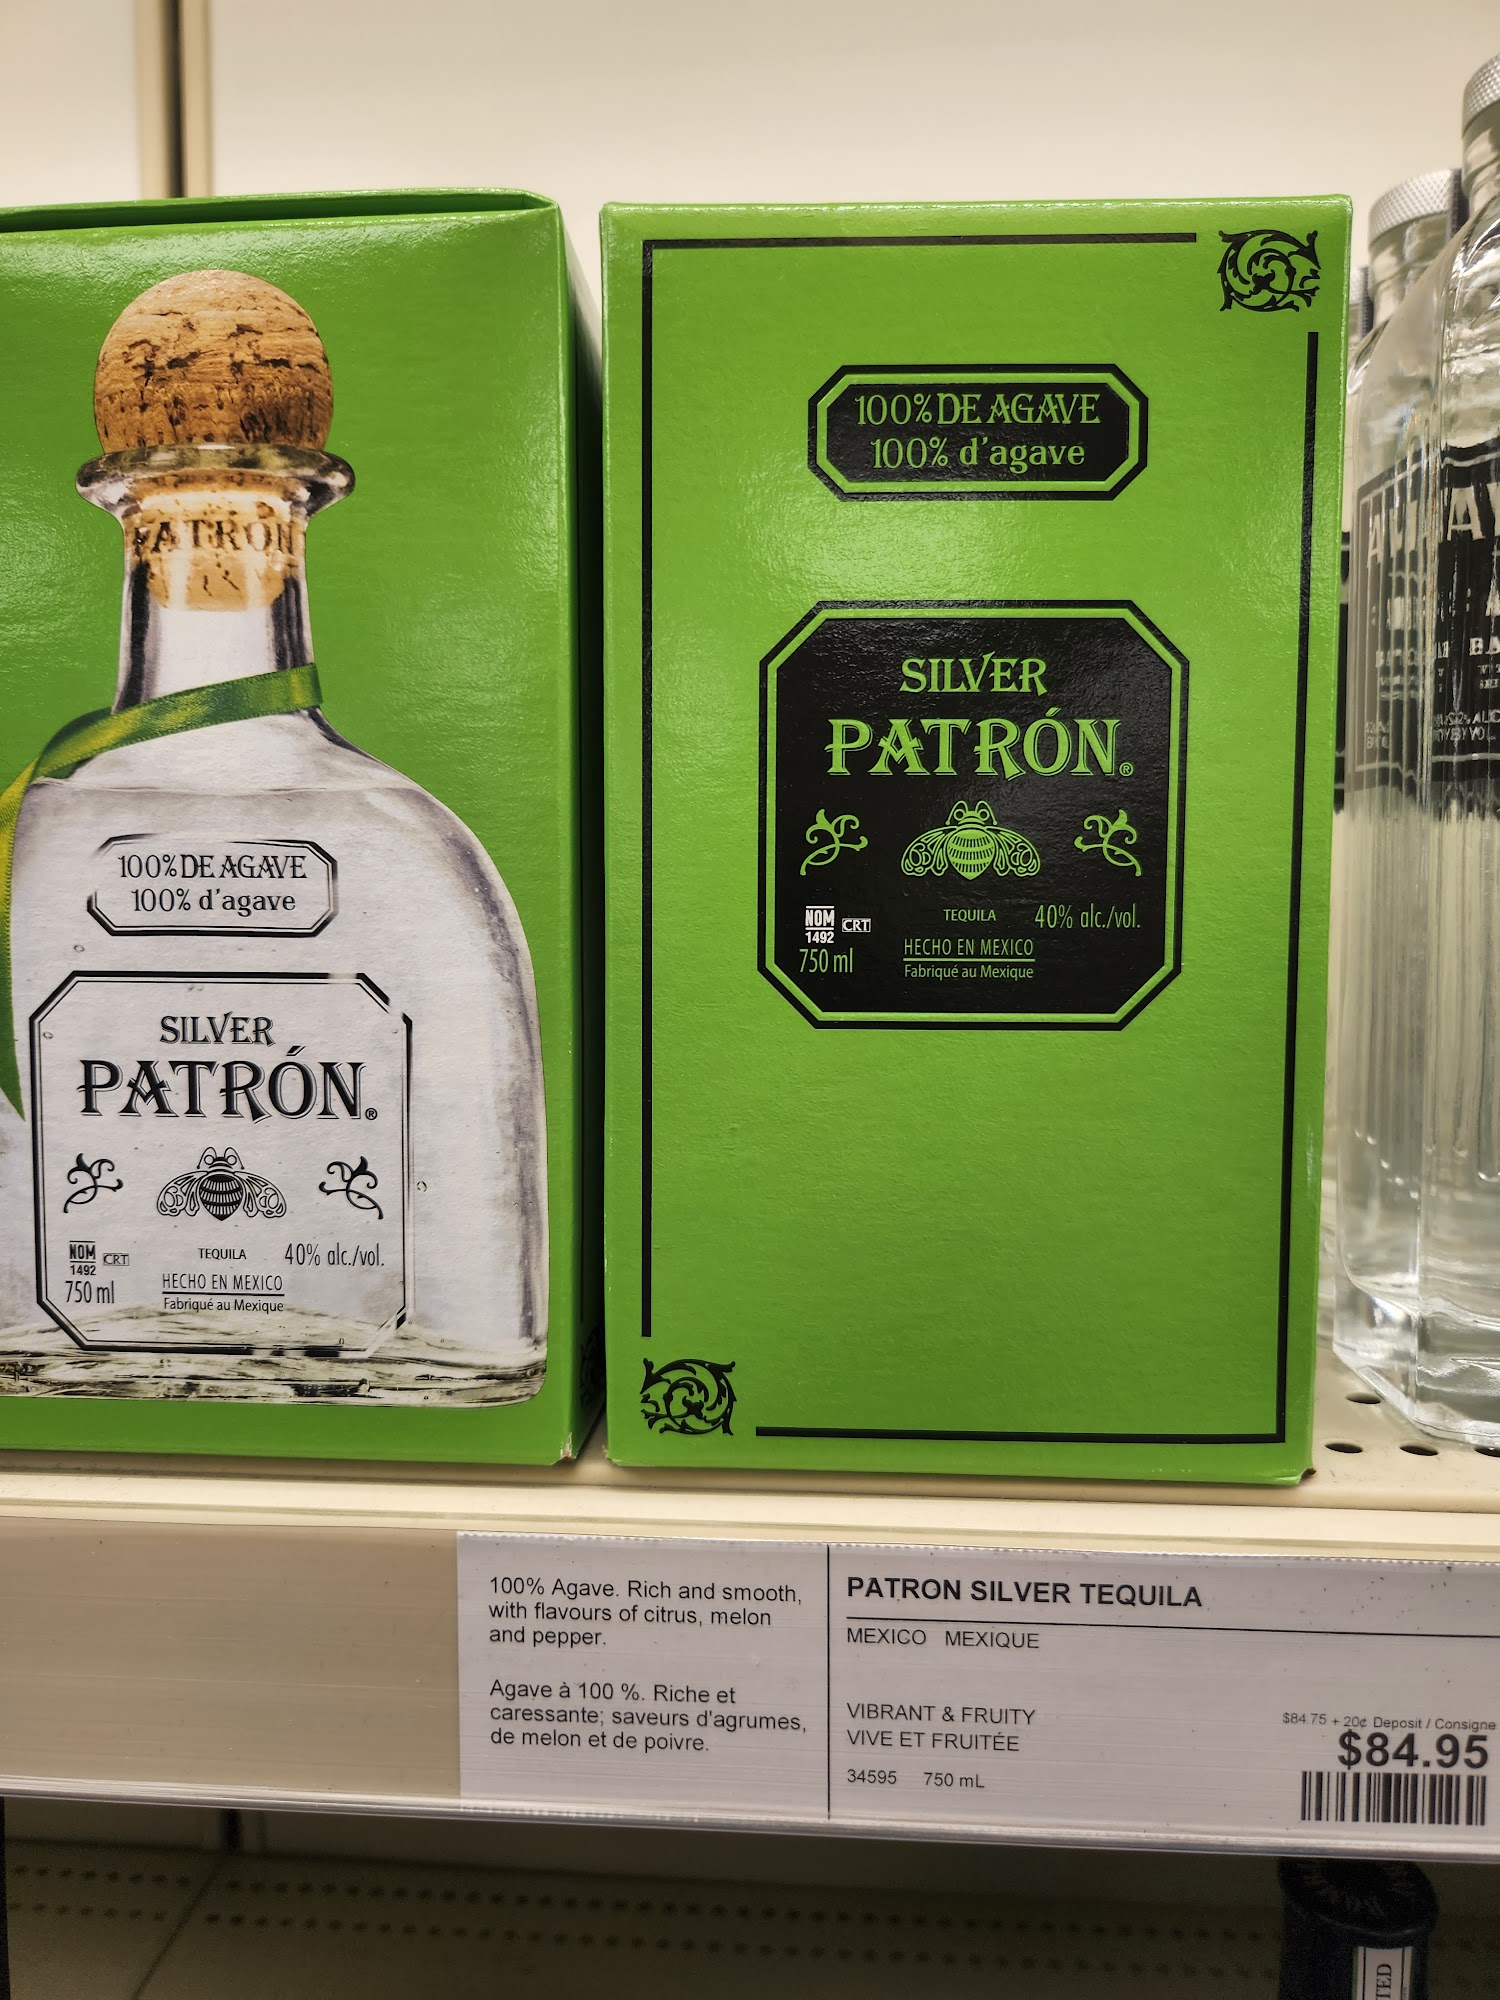 PATRÓN
100% DE AGAVE
100% d'agave
SILVER
PATRÓN®
NOM
1492
CRT
TEQUILA
40% alc./vol.
750 ml
HECHO EN MEXICO
Fabriqué au Mexique
100% DE AGAVE
100% d'agave
SILVER
PATRÓN®
NOM
1492
CRT
TEQUILA
40% alc./vol.
750 ml
HECHO EN MEXICO
Fabriqué au Mexique
100% Agave. Rich and smooth,
with flavours of citrus, melon
and pepper.
Agave à 100 %. Riche et
caressante; saveurs d'agrumes,
de melon et de poivre.
PATRON SILVER TEQUILA
MEXICO MEXIQUE
VIBRANT & FRUITY
VIVE ET FRUITÉE
34595 750 mL
$84.75 + 20¢ Deposit / Consigne
$84.95